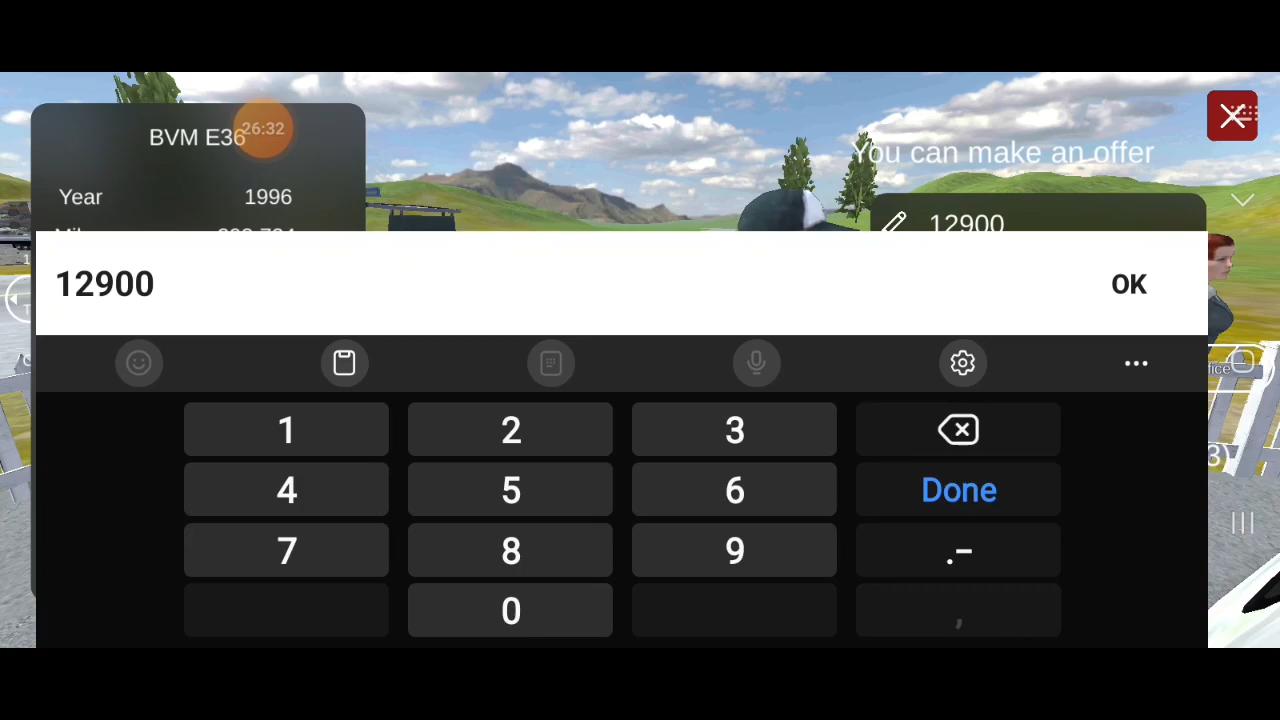 BVM E36
26:32
You can make an offer
Year 1996
12900
12900
OK
1 2 3
4 5 6 Done
7 8 9 .-
0 ,
3)